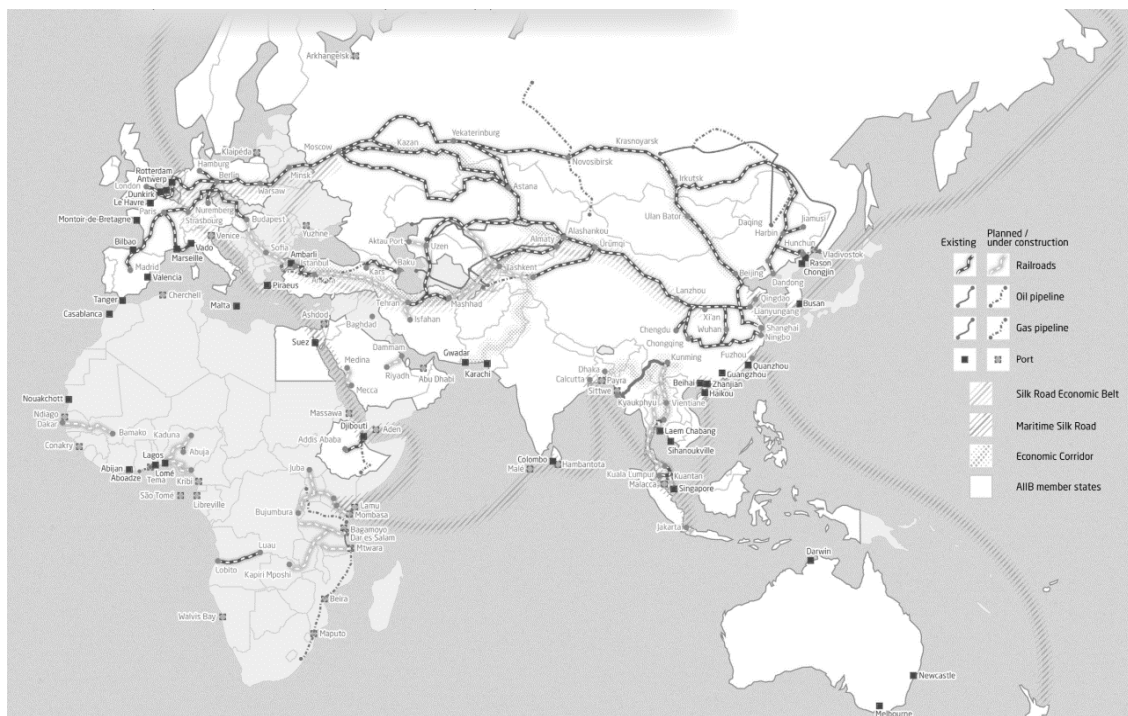 Arkhangelsk
Yekaterinburg
Krasnoyarsk
Kazan
Moscow
Novosibirsk
Klaipėda
Hamburg
Rotterdam
Antwerp
Berlin
Minsk
London
Dunkirk
Warsaw
Le Havre
Paris
Nuremberg
Strasbourg
Budapest
Montoir-de-Bretagne
Venice
Yuzhne
Bilbao
Vado
Marseille
Madrid
Valencia
Sofia
Ambarli
Istanbul
Ankara
Kars
Piraeus
Tanger
Casablanca
Cherchell
Malta
Astana
Irkutsk
Ulan Bator
Daqing
Jiamusi
Harbin
Hunchun
Vladivostok
Rason
Chongjin
Alashankou
Almaty
Ürümqi
Aktau Port
Uzen
Baku
Tashkent
Tehran
Mashhad
Isfahan
Beijing
Dandong
Lanzhou
Qingdao
Lianyungang
Busan
Xi'an
Chengdu
Wuhan
Shanghai
Ningbo
Chongqing
Fuzhou
Quanzhou
Kunming
Guangzhou
Beihai
Zhanjian
Haikou
Ashdod
Baghdad
Suez
Dammam
Medina
Riyadh
Abu Dhabi
Mecca
Gwadar
Karachi
Dhaka
Calcutta
Payra
Sittwe
Kyaukphyu
Vientiane
Laem Chabang
Sihanoukville
Nouakchott
Ndiago
Dakar
Bamako
Kaduna
Conakry
Abuja
Lagos
Abijan
Lomé
Aboadze
Tema
Kribi
São Tomé
Libreville
Massawa
Aden
Djibouti
Addis Ababa
Juba
Colombo
Hambantota
Malé
Kuala Lumpur
Kuantan
Malacca
Singapore
Jakarta
Lamu
Mombasa
Bujumbura
Bagamoyo
Dar es Salam
Mtwara
Luau
Lobito
Kapiri Mposhi
Beira
Walvis Bay
Maputo
Darwin
Newcastle
Melbourne
Existing
Planned /
under construction
Railroads
Oil pipeline
Gas pipeline
Port
Silk Road Economic Belt
Maritime Silk Road
Economic Corridor
AIIB member states